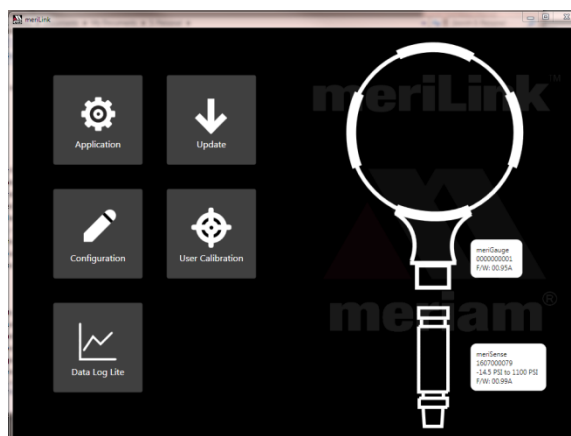 meriLink
meriLink™
Application
Update
Configuration
User Calibration
meriGauge
0000000001
F/W: 00.95A
meriam®
Data Log Lite
meriSense
1607000079
-14.5 PSI to 1100 PSI
F/W: 00.99A